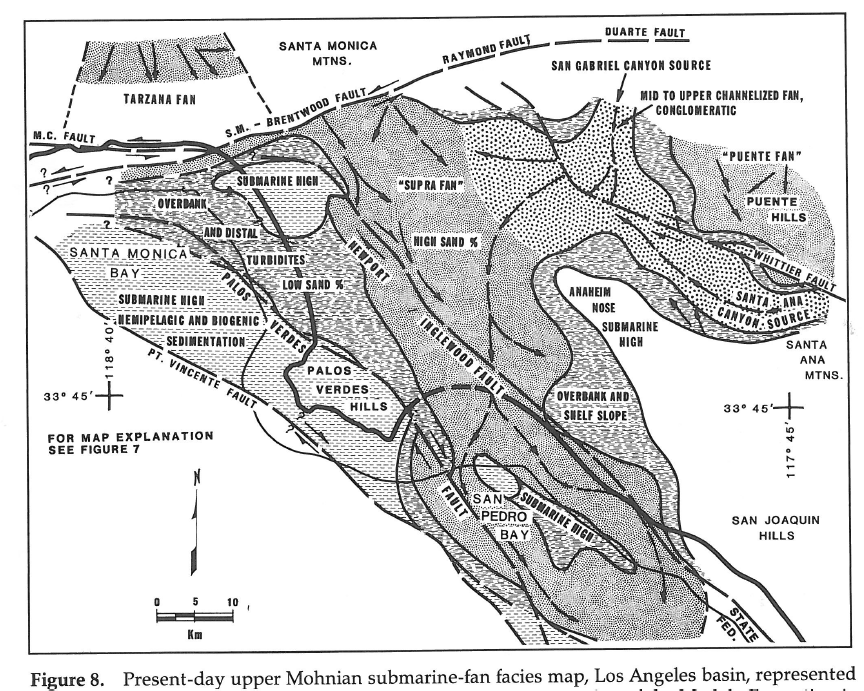 SANTA MONICA
MTNS.
TARZANA FAN
M.C. FAULT
S.M. - BRENTWOOD FAULT
RAYMOND FAULT
DUARTE FAULT
SAN GABRIEL CANYON SOURCE
MID TO UPPER CHANNELIZED FAN,
CONGLOMERATIC
"PUENTE FAN"
PUENTE
HILLS
WHITTIER FAULT
?
?
?
?
SUBMARINE HIGH
"SUPRA FAN"
OVERBANK
AND DISTAL
TURBIDITES
LOW SAND %
HIGH SAND %
NEWPORT
INGLEWOOD FAULT
?
SANTA MONICA
BAY
SUBMARINE HIGH
HEMIPELAGIC AND BIOGENIC
SEDIMENTATION
PALOS
VERDES
FAULT
PT. VINCENTE FAULT
PALOS
VERDES
HILLS
?
?
ANAHEIM
NOSE
SUBMARINE
HIGH
SANTA ANA
CANYON SOURCE
SANTA
ANA
MTNS.
OVERBANK AND
SHELF SLOPE
118° 40'
33° 45'
33° 45'
117° 45'
FOR MAP EXPLANATION
SEE FIGURE 7
N
SAN
PEDRO
BAY
SUBMARINE HIGH
SAN JOAQUIN
HILLS
STATE
FED.
0 5 10
Km
Figure 8. Present-day upper Mohnian submarine-fan facies map, Los Angeles basin, represented